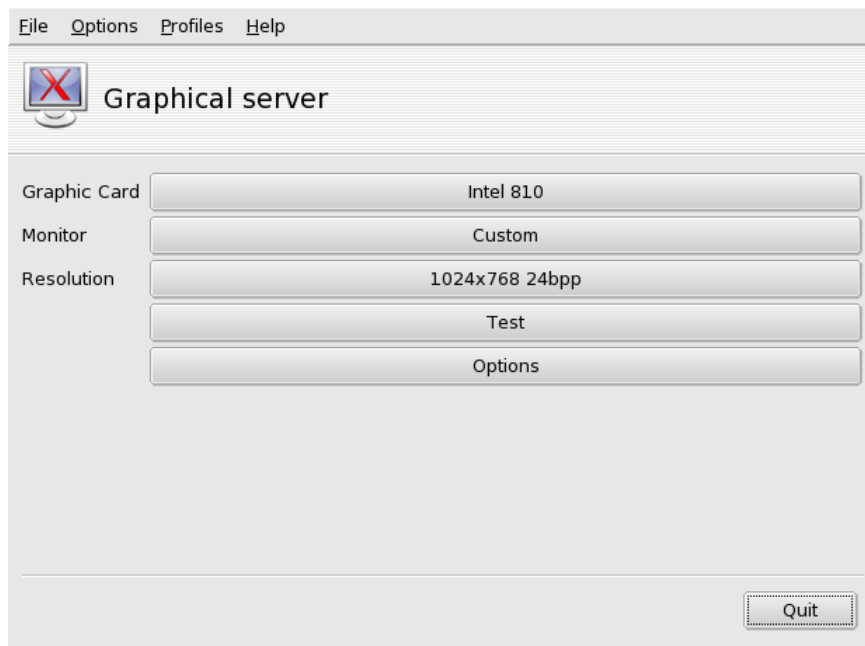 File Options Profiles Help
Graphical server
Graphic Card Intel 810
Monitor Custom
Resolution 1024x768 24bpp
Test
Options
Quit